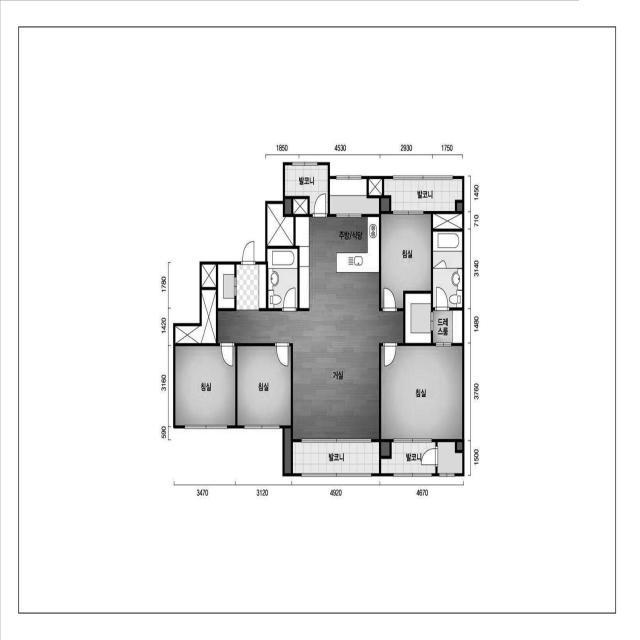 1850 4530 2930 1750
발코니
발코니
1450
710
주방/식당
침실
3140
1780
1420
드레
스룸
1480
침실
침실
거실
침실
3160
3760
590
발코니
발코니
1500
3470 3120 4920 4670